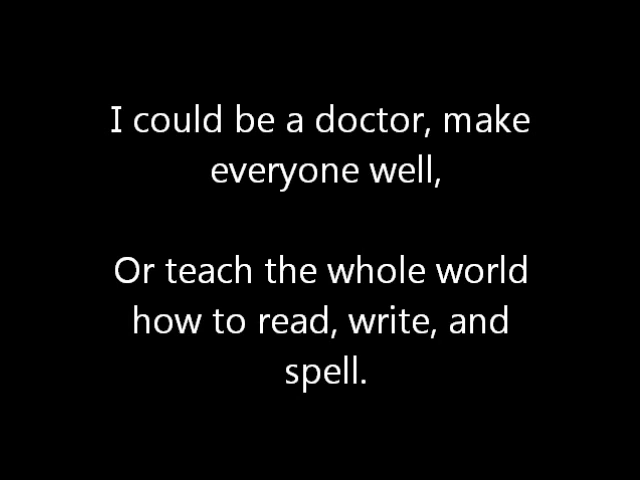 I could be a doctor, make
everyone well,
Or teach the whole world
how to read, write, and
spell.